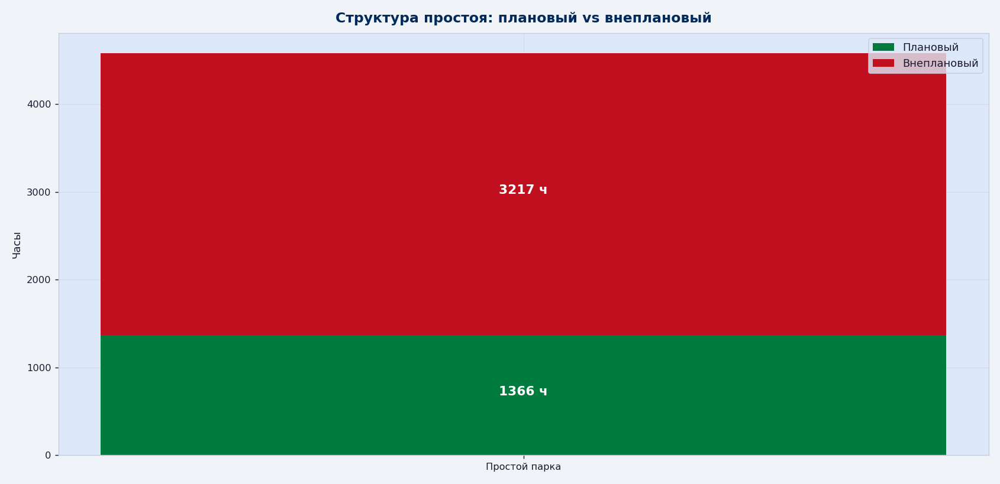 Структура простоя: плановый vs внеплановый
Плановый
Внеплановый
4000
3000
2000
1000
0
Часы
3217 ч
1366 ч
Простой парка